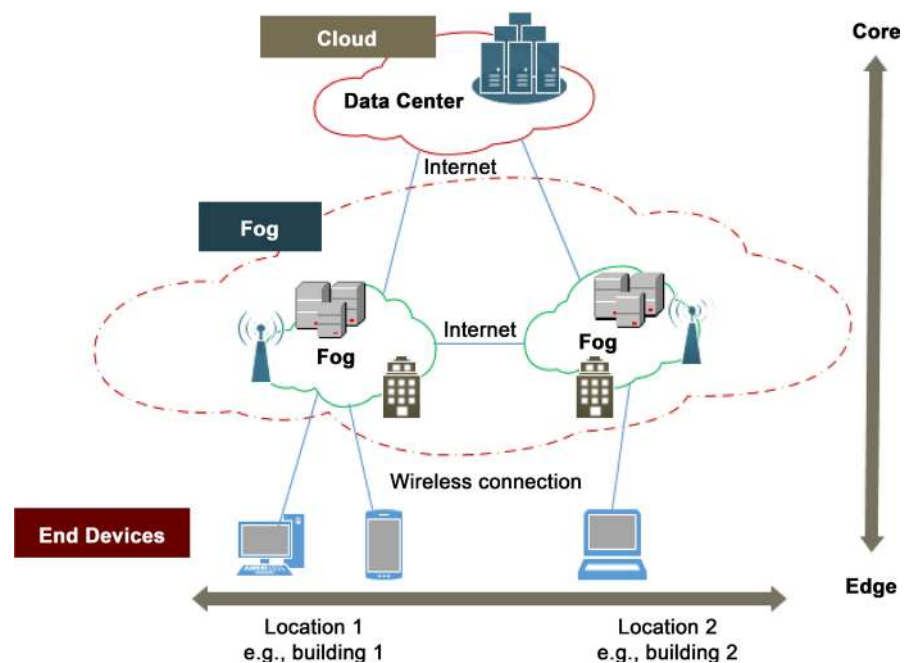 Cloud
Core
Data Center
Internet
Fog
Internet
Fog
Fog
Wireless connection
End Devices
Edge
Location 1
e.g., building 1
Location 2
e.g., building 2